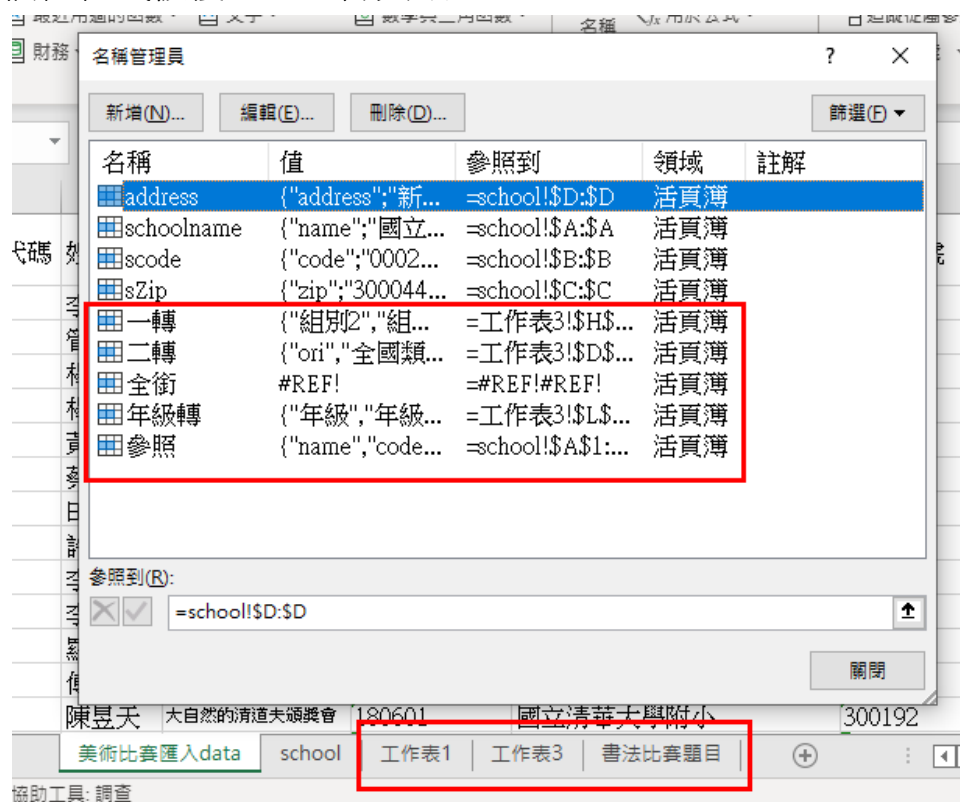 財務
名稱
名稱管理員 ? ×
新增(N)... 編輯(E)... 刪除(D)... 篩選(F)
名稱 值 參照到 領域 註解
address {"address";"新... =school!$D:$D 活頁簿
schoolname {"name";"國立... =school!$A:$A 活頁簿
scode {"code";"0002... =school!$B:$B 活頁簿
sZip {"zip";"300044... =school!$C:$C 活頁簿
一轉 {"組別2","組... =工作表3!$H$... 活頁簿
二轉 {"ori","全國類... =工作表3!$D$... 活頁簿
全銜 #REF! =#REF!#REF! 活頁簿
年級轉 {"年級","年級... =工作表3!$L$... 活頁簿
參照 {"name","code... =school!$A$1:... 活頁簿
代碼
參照到(R):
=school!$D:$D
關閉
陳昱天 大自然的清道夫頒獎會 180601 國立清華大學附小 300192
美術比賽匯入data school 工作表1 工作表3 書法比賽題目
協助工具: 調查